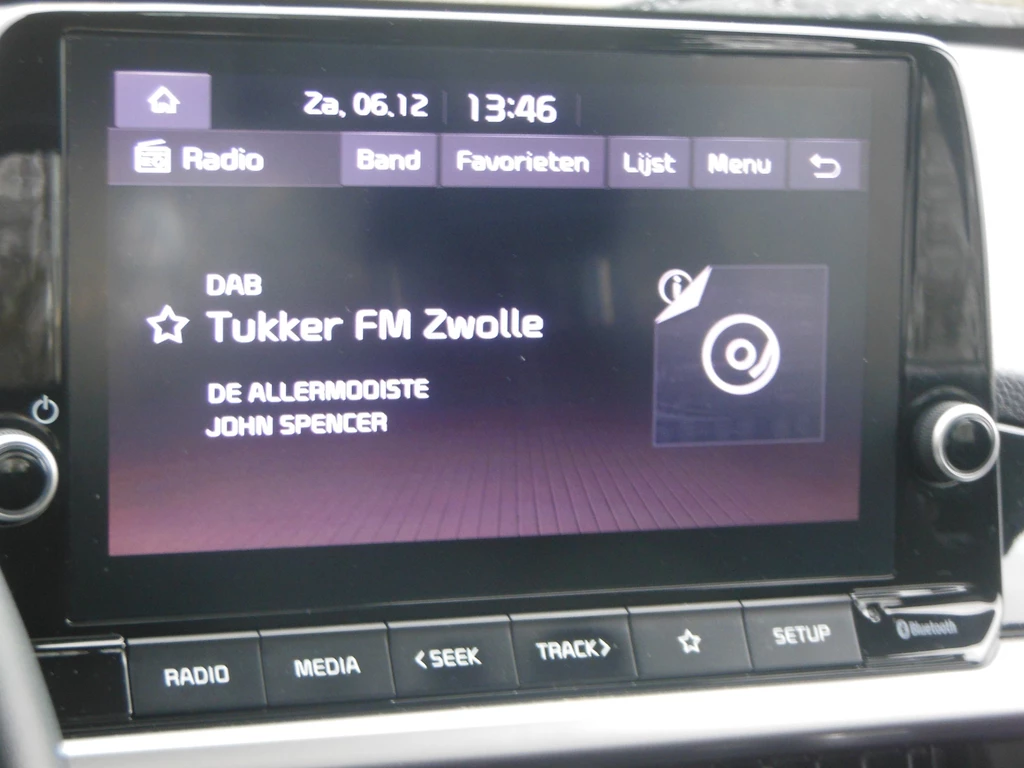 Za, 06.12 13:46
Radio Band Favorieten Lijst Menu
DAB
Tukker FM Zwolle
DE ALLERMOOISTE
JOHN SPENCER
RADIO MEDIA <SEEK TRACK> SETUP
Bluetooth